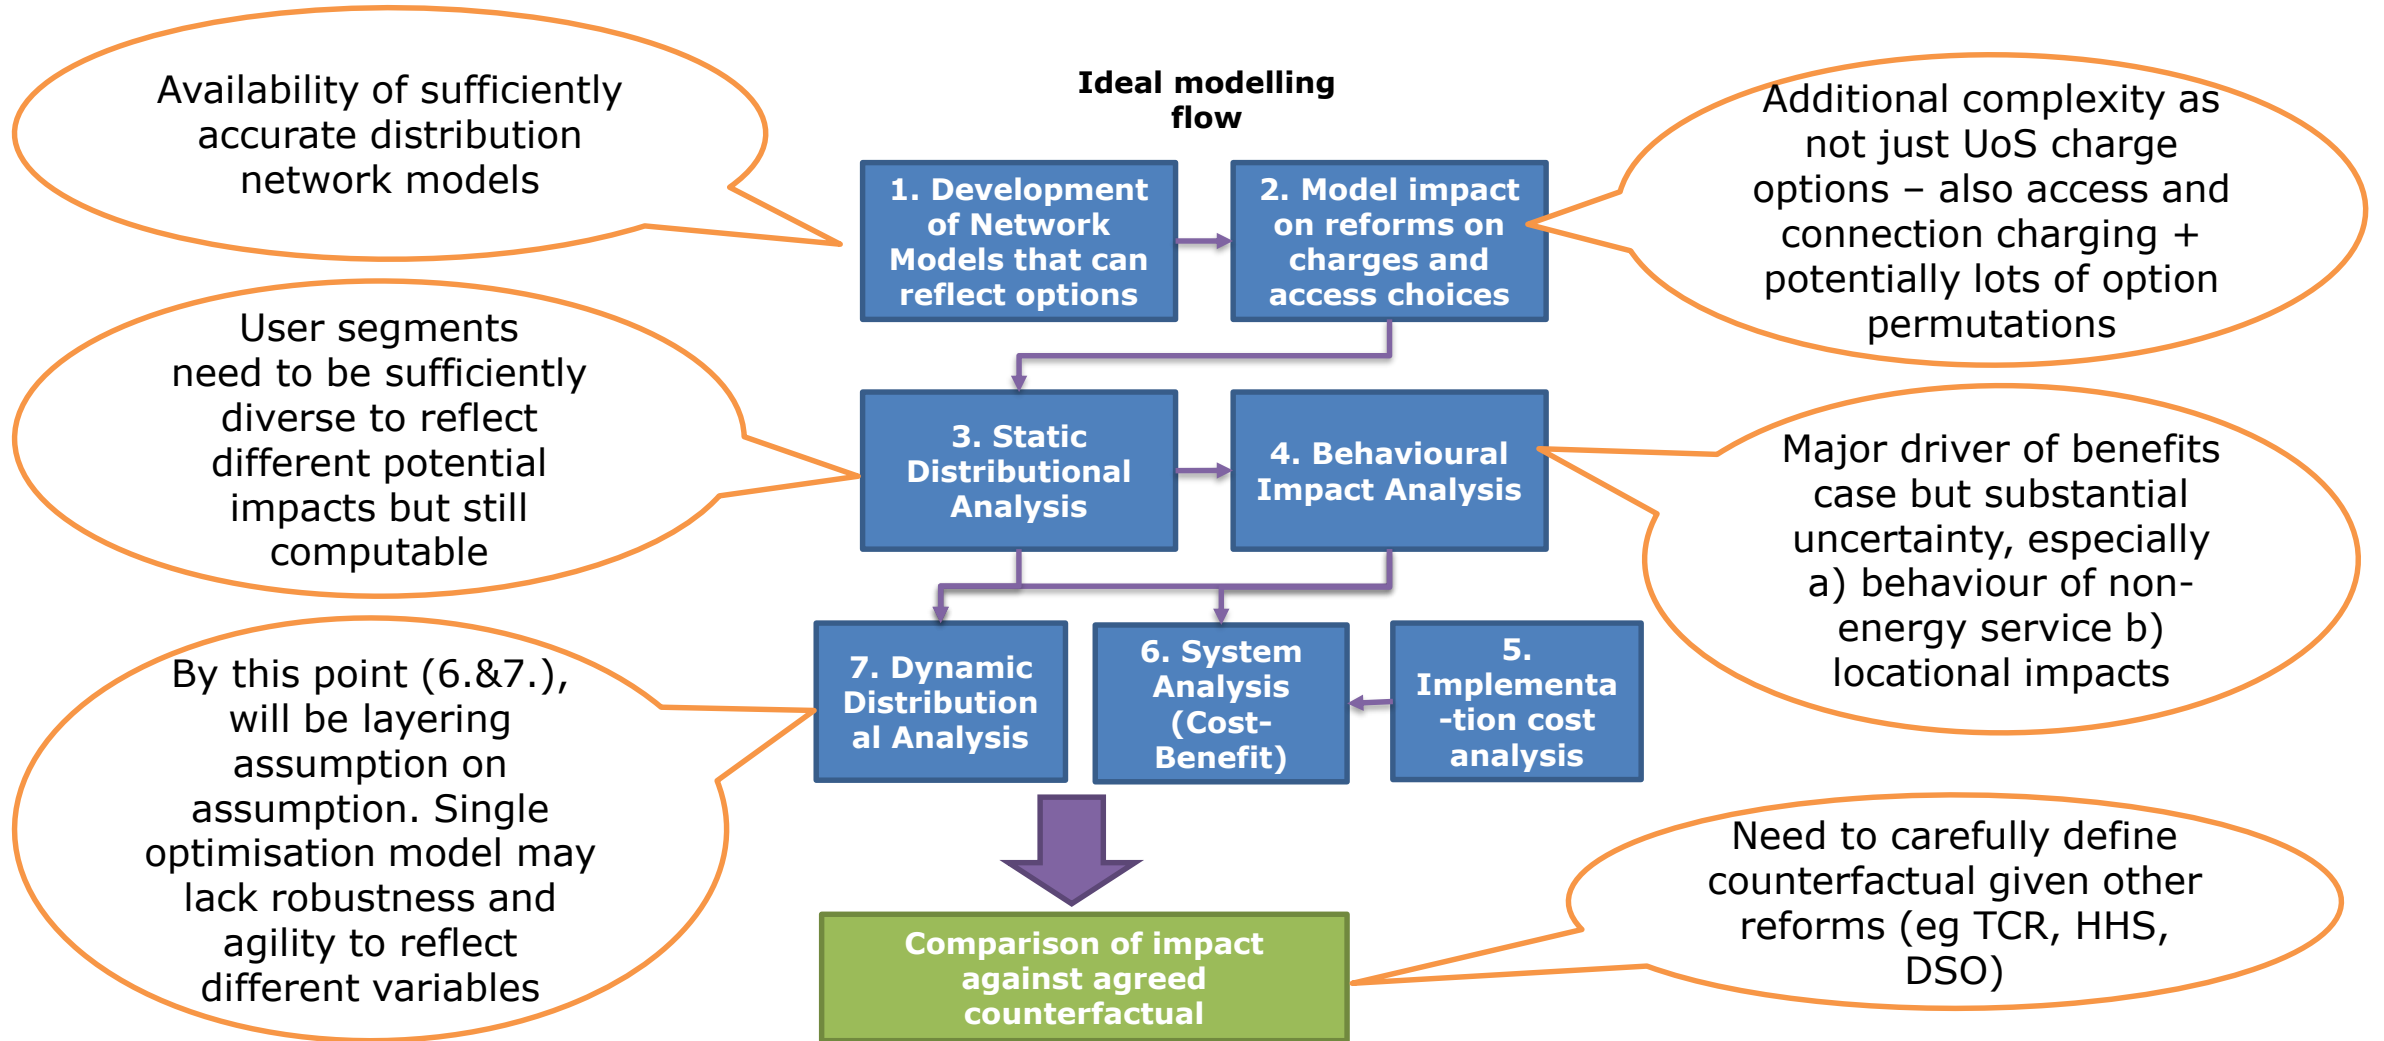 Ideal modelling
flow
Availability of sufficiently
accurate distribution
network models
1. Development
of Network
Models that can
reflect options
2. Model impact
on reforms on
charges and
access choices
Additional complexity as
not just UoS charge
options – also access and
connection charging +
potentially lots of option
permutations
User segments
need to be sufficiently
diverse to reflect
different potential
impacts but still
computable
3. Static
Distributional
Analysis
4. Behavioural
Impact Analysis
Major driver of benefits
case but substantial
uncertainty, especially
a) behaviour of non-
energy service b)
locational impacts
By this point (6.&7.),
will be layering
assumption on
assumption. Single
optimisation model may
lack robustness and
agility to reflect
different variables
7. Dynamic
Distribution
al Analysis
6. System
Analysis
(Cost-
Benefit)
5.
Implementa
-tion cost
analysis
Comparison of impact
against agreed
counterfactual
Need to carefully define
counterfactual given other
reforms (eg TCR, HHS,
DSO)